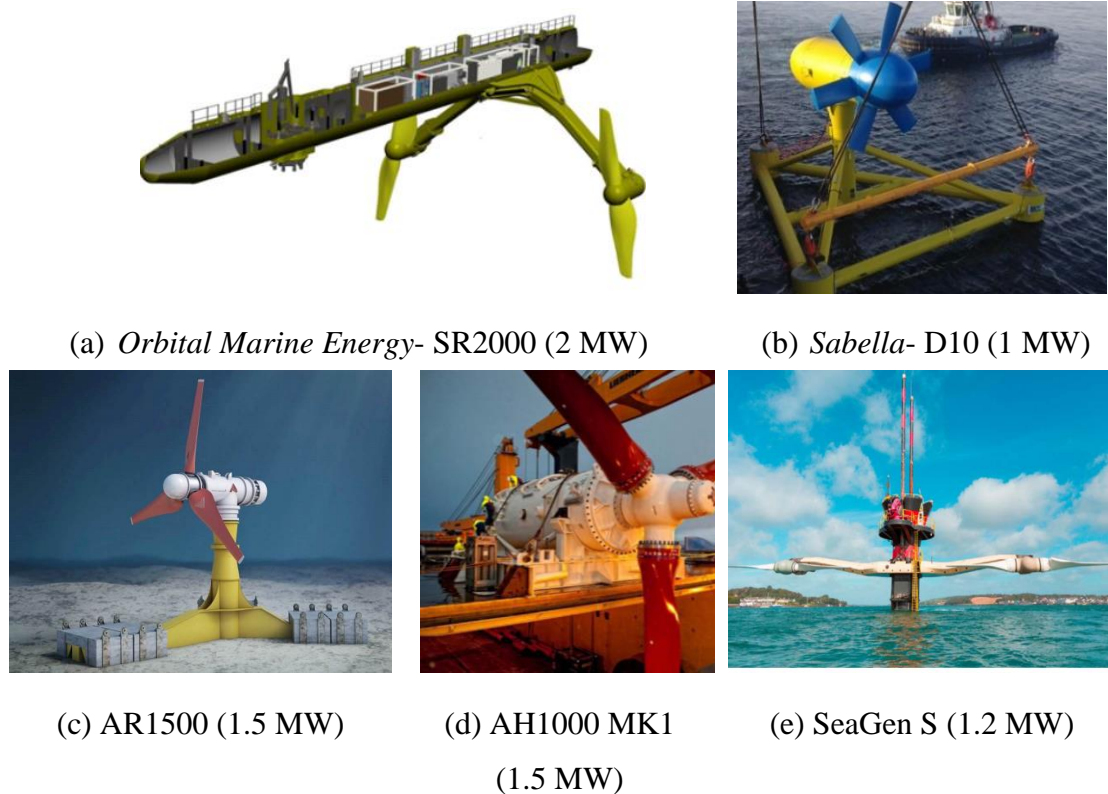 (a) Orbital Marine Energy- SR2000 (2 MW)
(b) Sabella- D10 (1 MW)
(c) AR1500 (1.5 MW)
(d) AH1000 MK1
(1.5 MW)
(e) SeaGen S (1.2 MW)